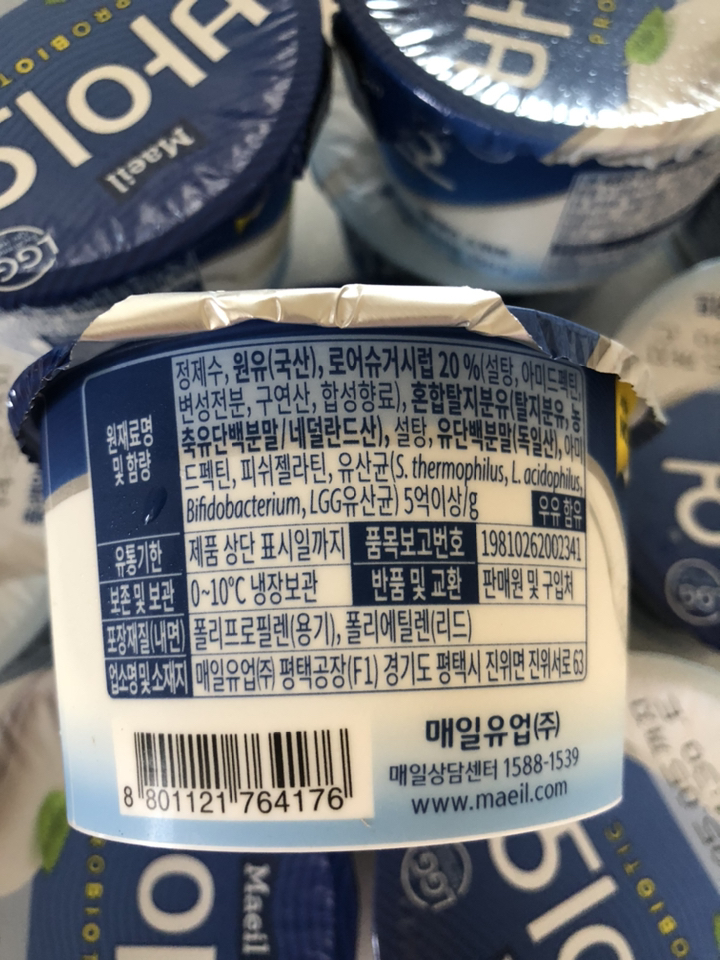 바이오
PROBIOTI
Maeil
LGG
바
PRO
원재료명
및 함량
정제수, 원유(국산), 로어슈거시럽 20 %(설탕, 아미드펙틴,
변성전분, 구연산, 합성향료), 혼합탈지분유(탈지분유, 농
축유단백분말/네덜란드산), 설탕, 유단백분말(독일산), 아미
드펙틴, 피쉬젤라틴, 유산균(S. thermophilus, L. acidophilus,
Bifidobacterium, LGG유산균) 5억이상/g
우유 함유
유통기한 제품 상단 표시일까지 품목보고번호 19810262002341
보존 및 보관 0~10℃ 냉장보관 반품 및 교환 판매원 및 구입처
포장재질(내면) 폴리프로필렌(용기), 폴리에틸렌(리드)
업소명 및 소재지 매일유업㈜ 평택공장(F1) 경기도 평택시 진위면 진위서로 63
매일유업㈜
매일상담센터 1588-1539
www.maeil.com
8 801121 764176
Maeil
LGG